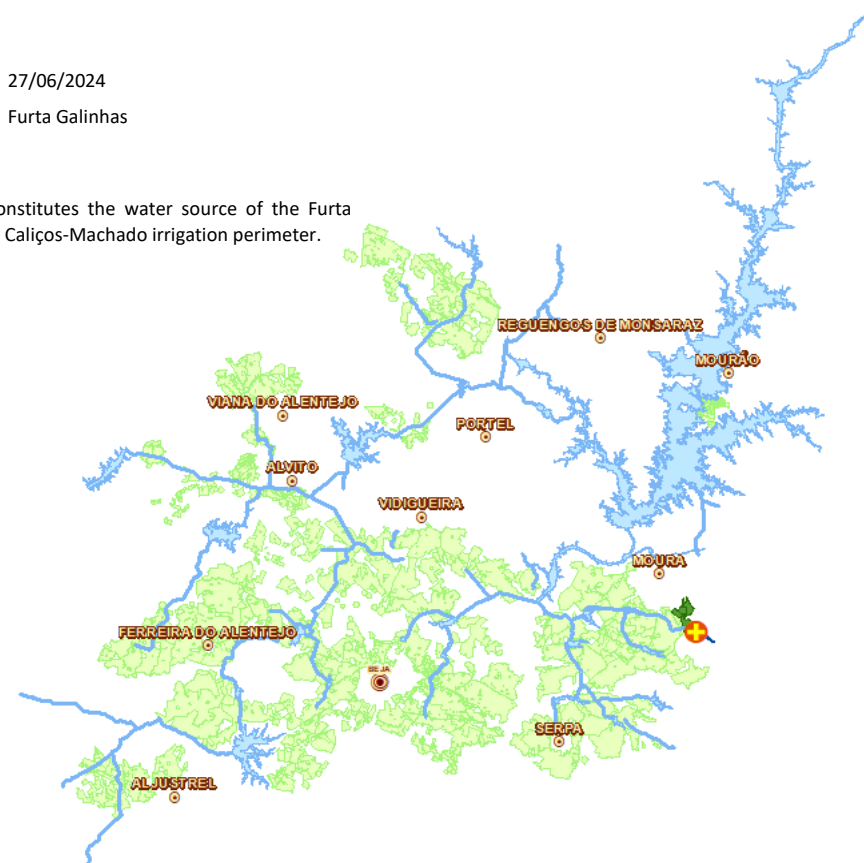 27/06/2024
Furta Galinhas
onstitutes the water source of the Furta
Caliços-Machado irrigation perimeter.
REGUENGOS DE MONSARAZ
MOURÃO
VIANA DO ALENTEJO
PORTEL
ALVITO
VIDIGUEIRA
MOURA
FERREIRA DO ALENTEJO
BEJA
SERPA
ALJUSTREL